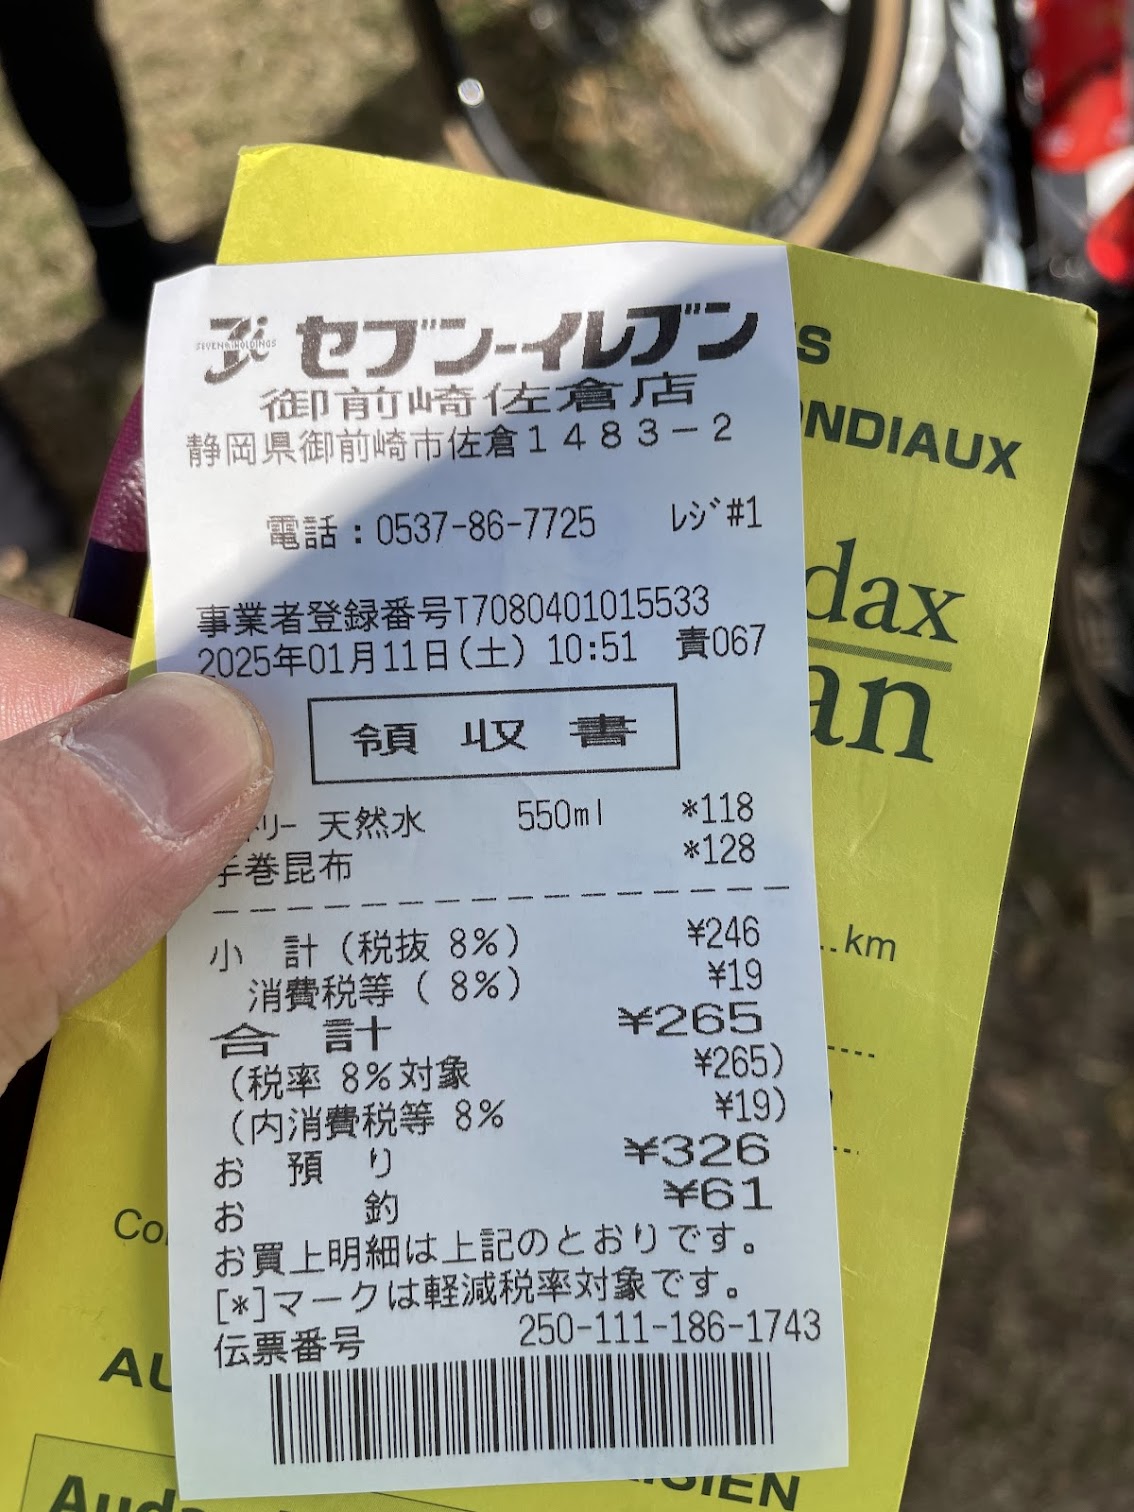 SEVEN&iHOLDINGS
セブン-イレブン
御前崎佐倉店
静岡県御前崎市佐倉1483-2
電話：0537-86-7725 レジ#1
事業者登録番号T7080401015533
2025年01月11日(土) 10:51 責067
領収書
トリー 天然水 550ml *118
手巻昆布 *128
小 計(税抜 8%) ¥246
消費税等( 8%) ¥19
合 計 ¥265
(税率 8%対象 ¥265)
(内消費税等 8% ¥19)
お 預 り ¥326
お 釣 ¥61
お買上明細は上記のとおりです。
[*]マークは軽減税率対象です。
伝票番号 250-111-186-1743
S
ONDIAUX
dax
an
..km
Co
AU
Auda
ISIEN